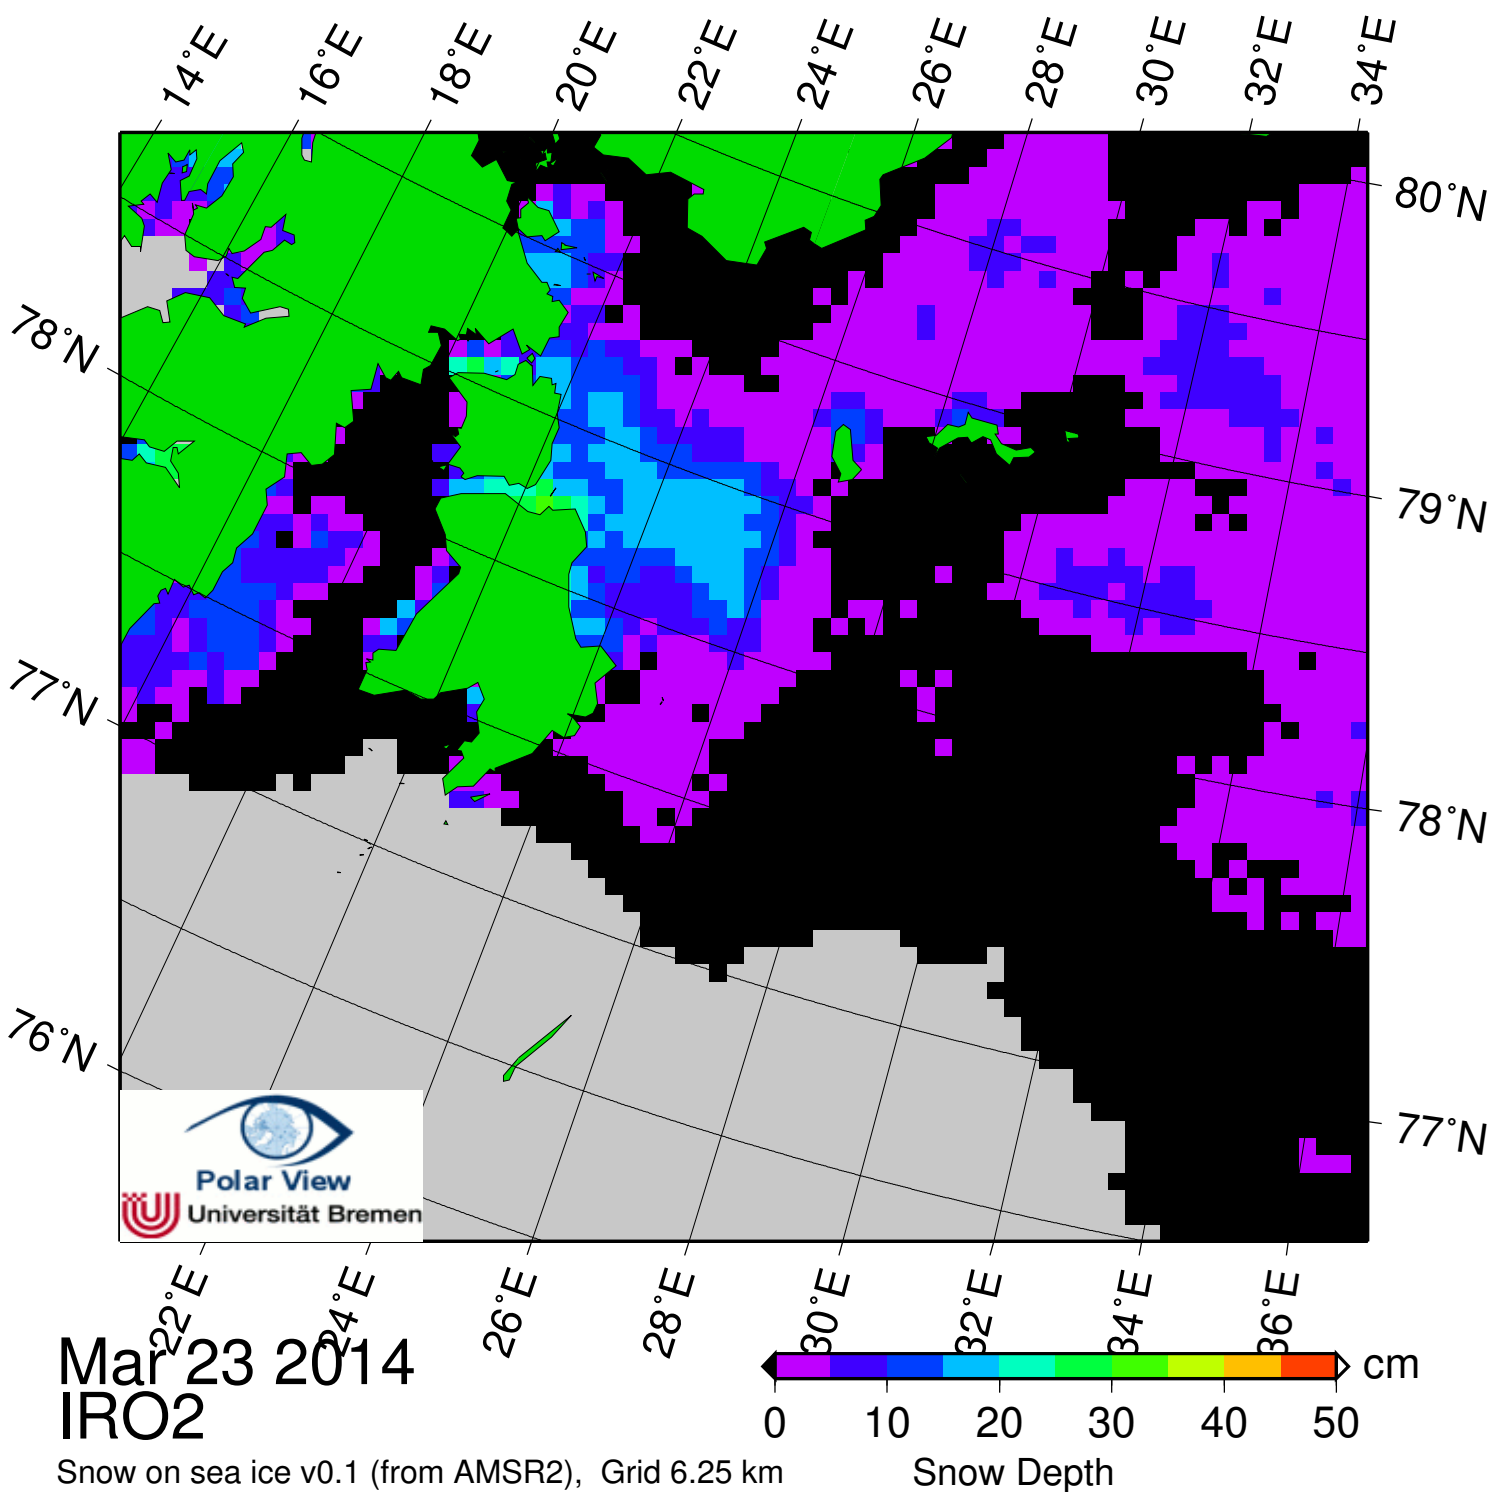 14°E 16°E 18°E 20°E 22°E 24°E 26°E 28°E 30°E 32°E 34°E
80°N
78°N
79°N
77°N
78°N
76°N
77°N
Polar View
Universität Bremen
22°E 24°E 26°E 28°E 30°E 32°E 34°E 36°E
Mar 23 2014
cm
IRO2
0 10 20 30 40 50
Snow on sea ice v0.1 (from AMSR2), Grid 6.25 km
Snow Depth